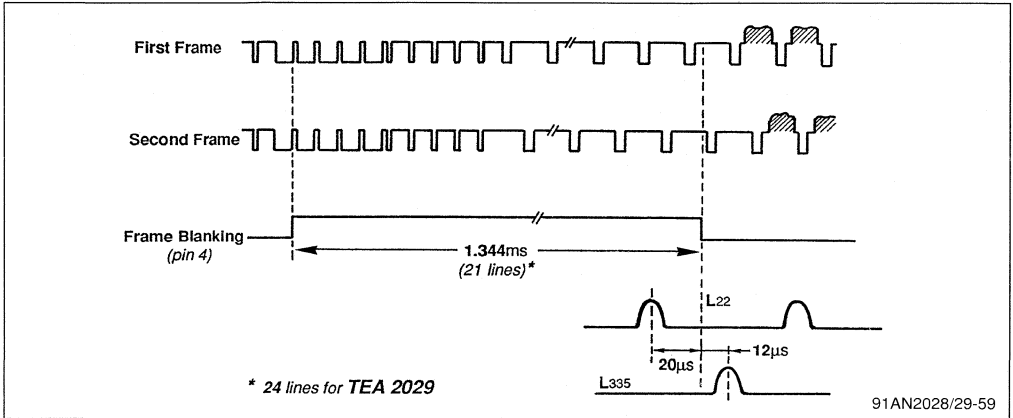 First Frame
Second Frame
Frame Blanking
(pin 4)
1.344ms
(21 lines)*
L22
20µs
12µs
L335
* 24 lines for TEA 2029
91AN2028/29-59